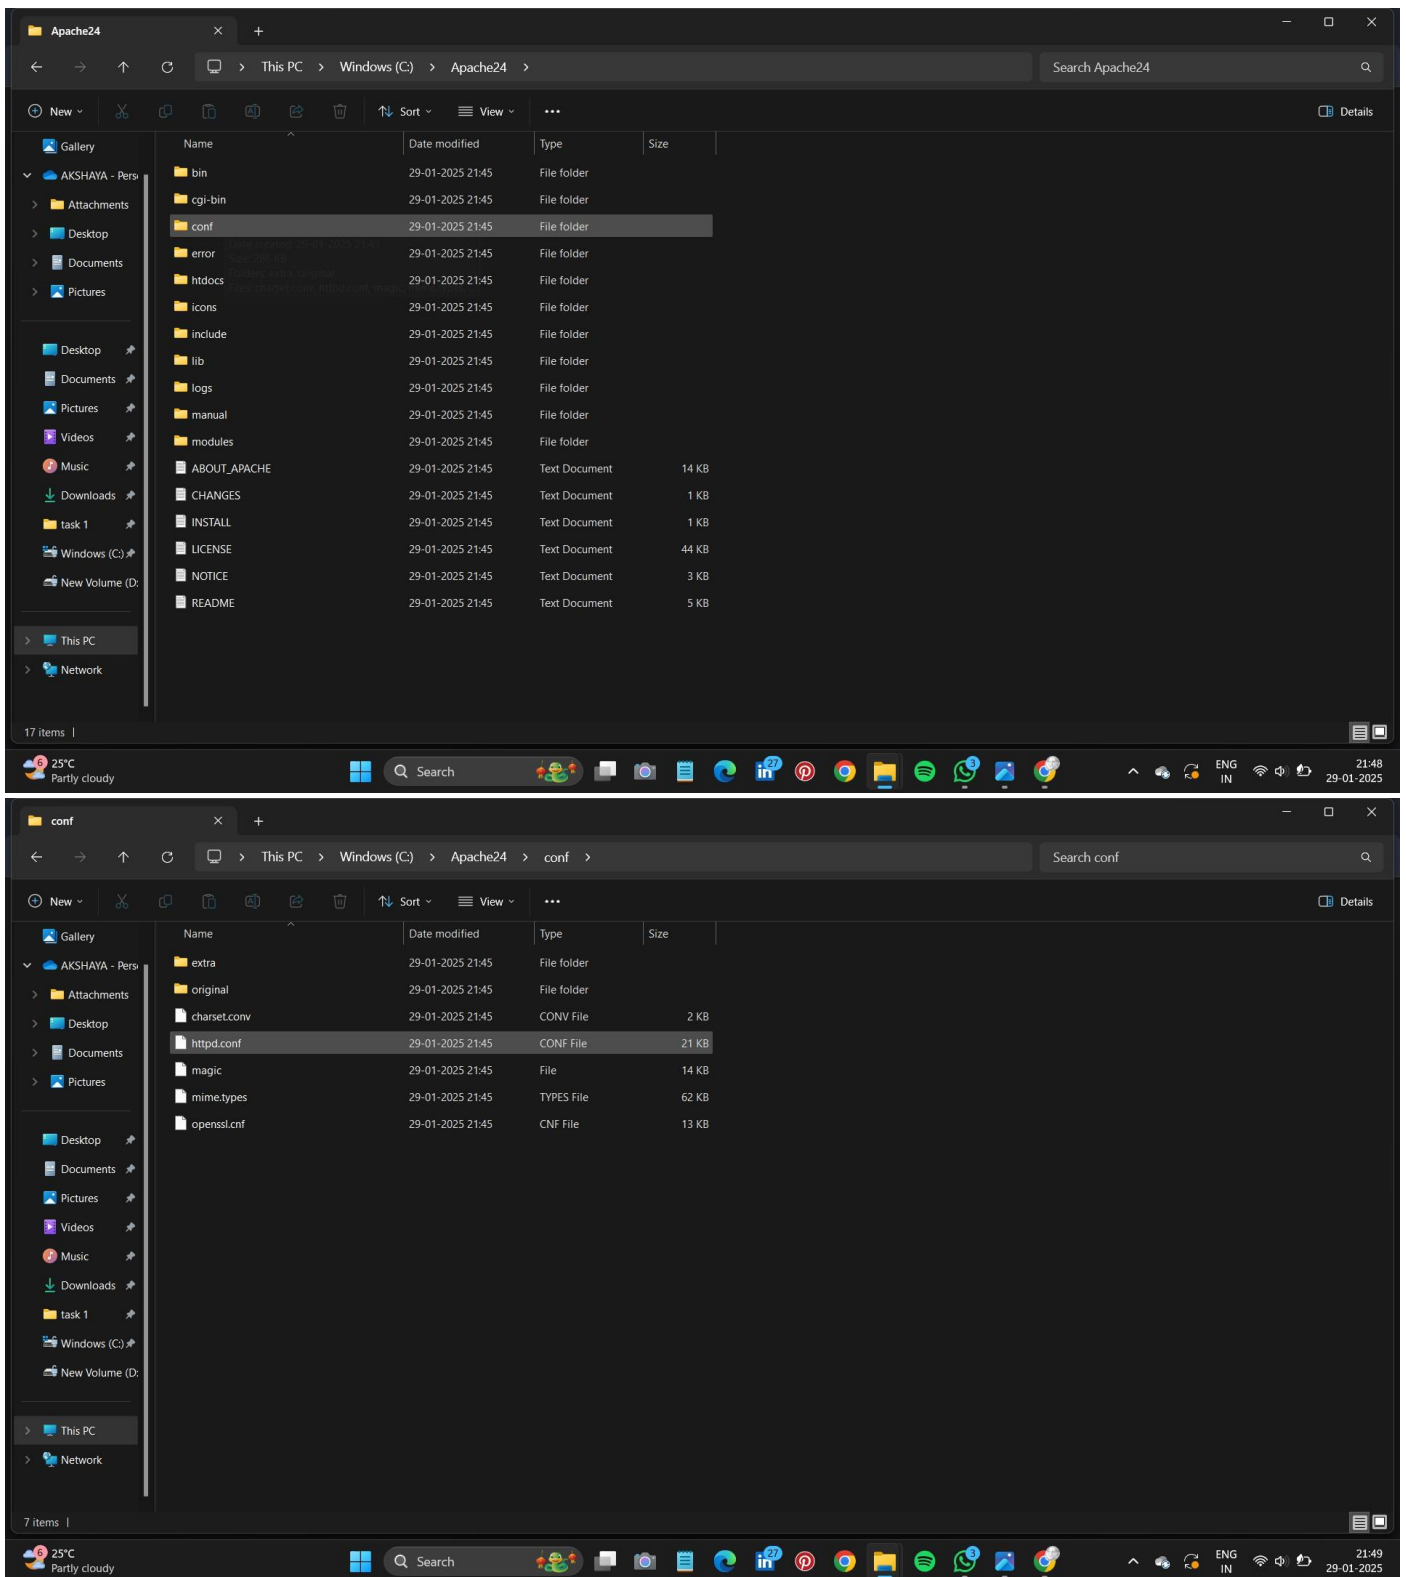 Apache24
This PC > Windows (C:) > Apache24 >
Search Apache24
New
Sort
View
Details
Name
Date modified
Type
Size
Gallery
AKSHAYA - Pers
Attachments
Desktop
Documents
Pictures
Desktop
Documents
Pictures
Videos
Music
Downloads
task 1
Windows (C:)
New Volume (D:
This PC
Network
bin 29-01-2025 21:45 File folder
cgi-bin 29-01-2025 21:45 File folder
conf 29-01-2025 21:45 File folder
error 29-01-2025 21:45 File folder
htdocs 29-01-2025 21:45 File folder
icons 29-01-2025 21:45 File folder
include 29-01-2025 21:45 File folder
lib 29-01-2025 21:45 File folder
logs 29-01-2025 21:45 File folder
manual 29-01-2025 21:45 File folder
modules 29-01-2025 21:45 File folder
ABOUT_APACHE 29-01-2025 21:45 Text Document 14 KB
CHANGES 29-01-2025 21:45 Text Document 1 KB
INSTALL 29-01-2025 21:45 Text Document 1 KB
LICENSE 29-01-2025 21:45 Text Document 44 KB
NOTICE 29-01-2025 21:45 Text Document 3 KB
README 29-01-2025 21:45 Text Document 5 KB
17 items
6
25°C
Partly cloudy
Search
27
3
ENG
IN
21:48
29-01-2025
conf
This PC > Windows (C:) > Apache24 > conf >
Search conf
New
Sort
View
Details
Name
Date modified
Type
Size
Gallery
AKSHAYA - Pers
Attachments
Desktop
Documents
Pictures
Desktop
Documents
Pictures
Videos
Music
Downloads
task 1
Windows (C:)
New Volume (D:
This PC
Network
extra 29-01-2025 21:45 File folder
original 29-01-2025 21:45 File folder
charset.conv 29-01-2025 21:45 CONV File 2 KB
httpd.conf 29-01-2025 21:45 CONF File 21 KB
magic 29-01-2025 21:45 File 14 KB
mime.types 29-01-2025 21:45 TYPES File 62 KB
openssl.cnf 29-01-2025 21:45 CNF File 13 KB
7 items
6
25°C
Partly cloudy
Search
27
3
ENG
IN
21:49
29-01-2025